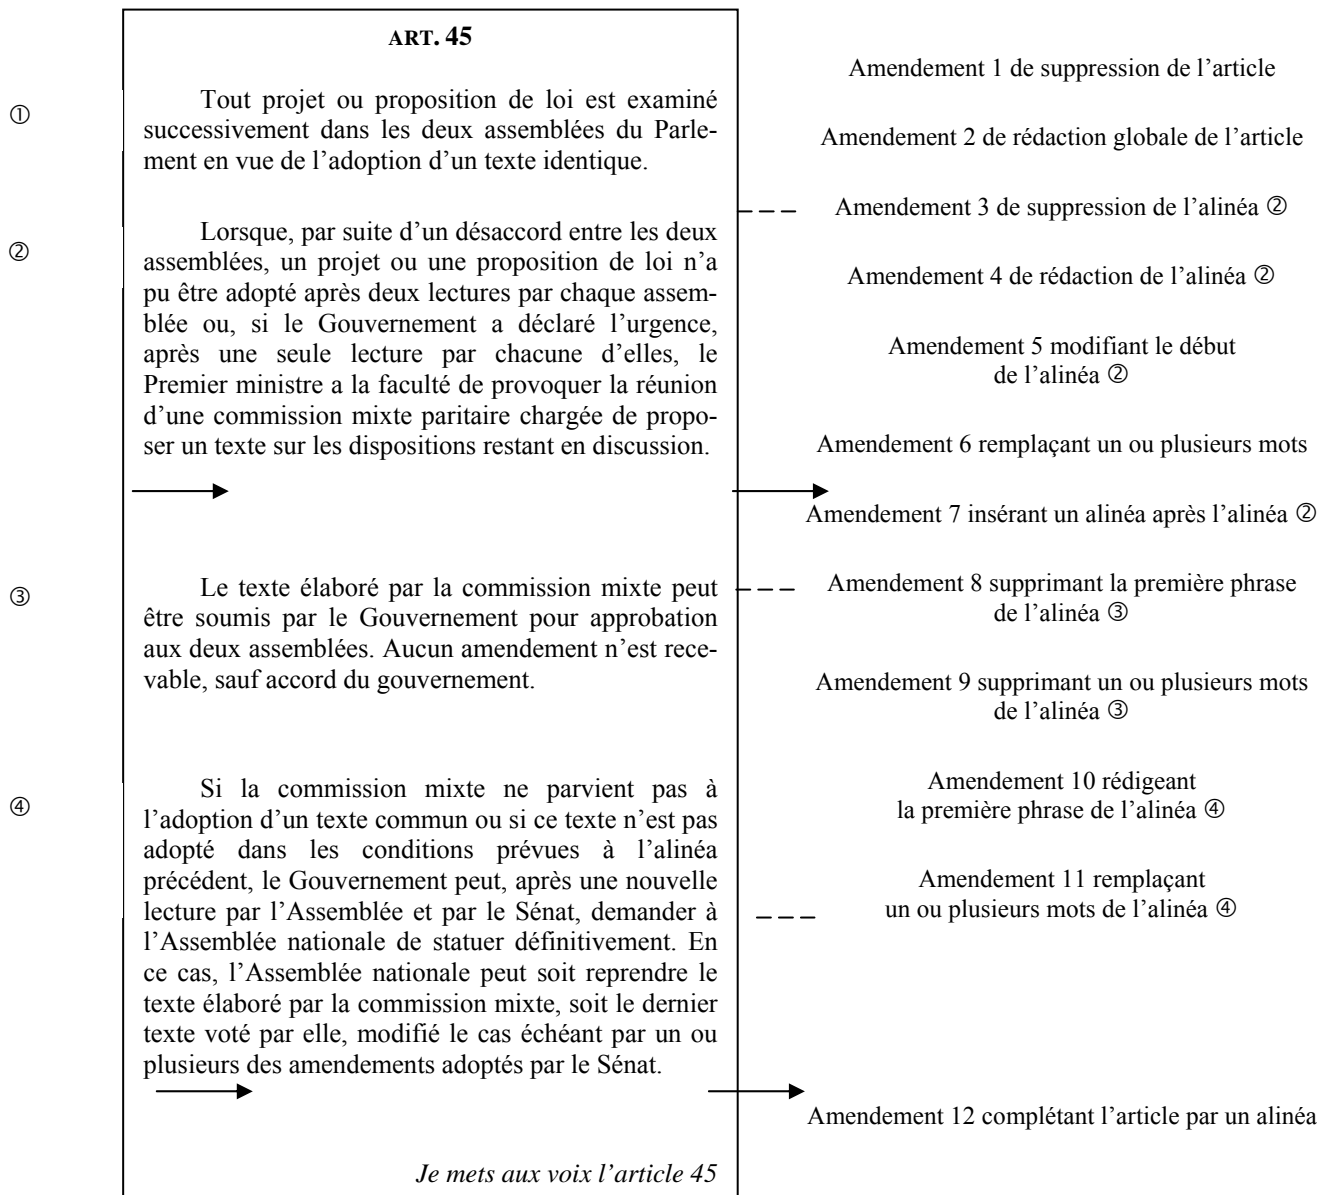 ART. 45
①
Tout projet ou proposition de loi est examiné
successivement dans les deux assemblées du Parle-
ment en vue de l’adoption d’un texte identique.
②
Lorsque, par suite d’un désaccord entre les deux
assemblées, un projet ou une proposition de loi n’a
pu être adopté après deux lectures par chaque assem-
blée ou, si le Gouvernement a déclaré l’urgence,
après une seule lecture par chacune d’elles, le
Premier ministre a la faculté de provoquer la réunion
d’une commission mixte paritaire chargée de propo-
ser un texte sur les dispositions restant en discussion.
③
Le texte élaboré par la commission mixte peut
être soumis par le Gouvernement pour approbation
aux deux assemblées. Aucun amendement n’est rece-
vable, sauf accord du gouvernement.
④
Si la commission mixte ne parvient pas à
l’adoption d’un texte commun ou si ce texte n’est pas
adopté dans les conditions prévues à l’alinéa
précédent, le Gouvernement peut, après une nouvelle
lecture par l’Assemblée et par le Sénat, demander à
l’Assemblée nationale de statuer définitivement. En
ce cas, l’Assemblée nationale peut soit reprendre le
texte élaboré par la commission mixte, soit le dernier
texte voté par elle, modifié le cas échéant par un ou
plusieurs des amendements adoptés par le Sénat.
Je mets aux voix l’article 45
Amendement 1 de suppression de l’article
Amendement 2 de rédaction globale de l’article
Amendement 3 de suppression de l’alinéa ②
Amendement 4 de rédaction de l’alinéa ②
Amendement 5 modifiant le début
de l’alinéa ②
Amendement 6 remplaçant un ou plusieurs mots
Amendement 7 insérant un alinéa après l’alinéa ②
Amendement 8 supprimant la première phrase
de l’alinéa ③
Amendement 9 supprimant un ou plusieurs mots
de l’alinéa ③
Amendement 10 rédigeant
la première phrase de l’alinéa ④
Amendement 11 remplaçant
un ou plusieurs mots de l’alinéa ④
Amendement 12 complétant l’article par un alinéa